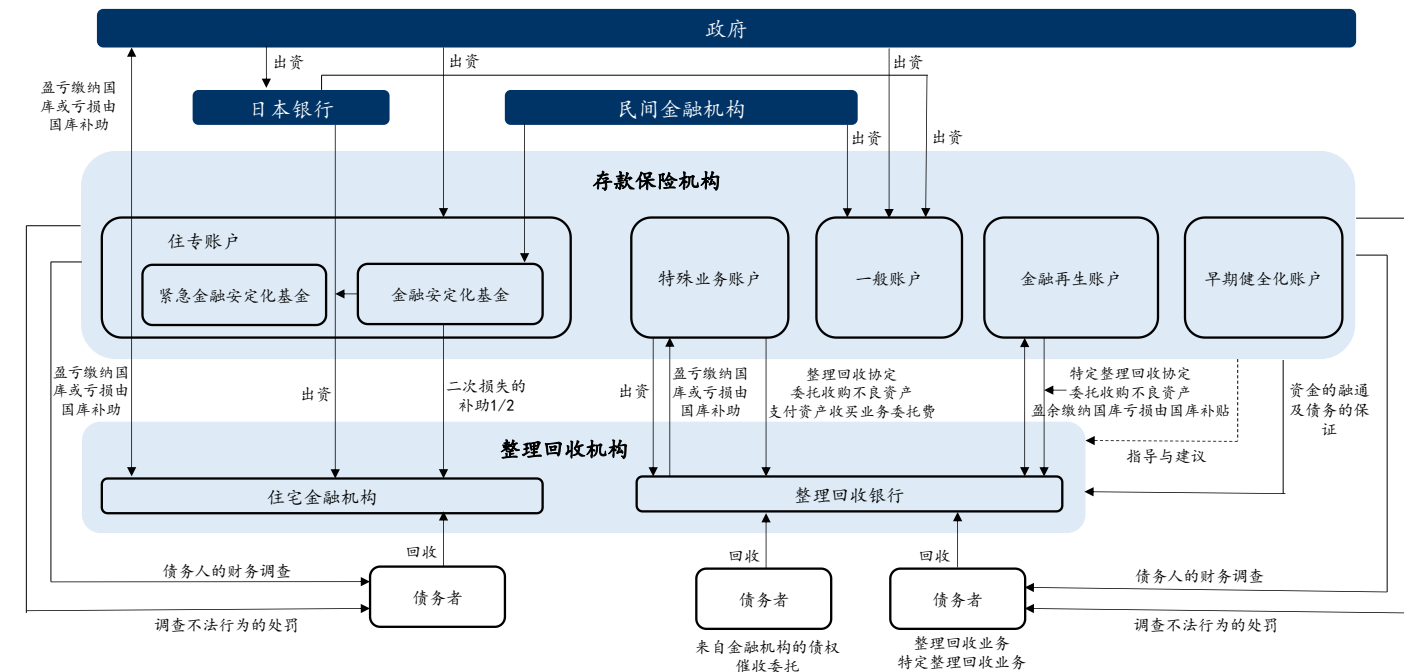 政府
出资
出资
出资
盈亏缴纳国
库或亏损由
国库补助
日本银行
民间金融机构
出资
出资
存款保险机构
住专账户
紧急金融安定化基金
金融安定化基金
特殊业务账户
一般账户
金融再生账户
早期健全化账户
盈亏缴纳国
库或亏损由
国库补助
出资
二次损失的
补助1/2
出资
盈亏缴纳国
库或亏损由
国库补助
整理回收协定
委托收购不良资产
支付资产收买业务委托费
特定整理回收协定
委托收购不良资产
盈余缴纳国库亏损由国库补贴
资金的融通
及债务的保
证
指导与建议
整理回收机构
住宅金融机构
整理回收银行
回收
回收
回收
债务人的财务调查
债务者
调查不法行为的处罚
债务者
来自金融机构的债权
催收委托
债务者
整理回收业务
特定整理回收业务
债务人的财务调查
调查不法行为的处罚